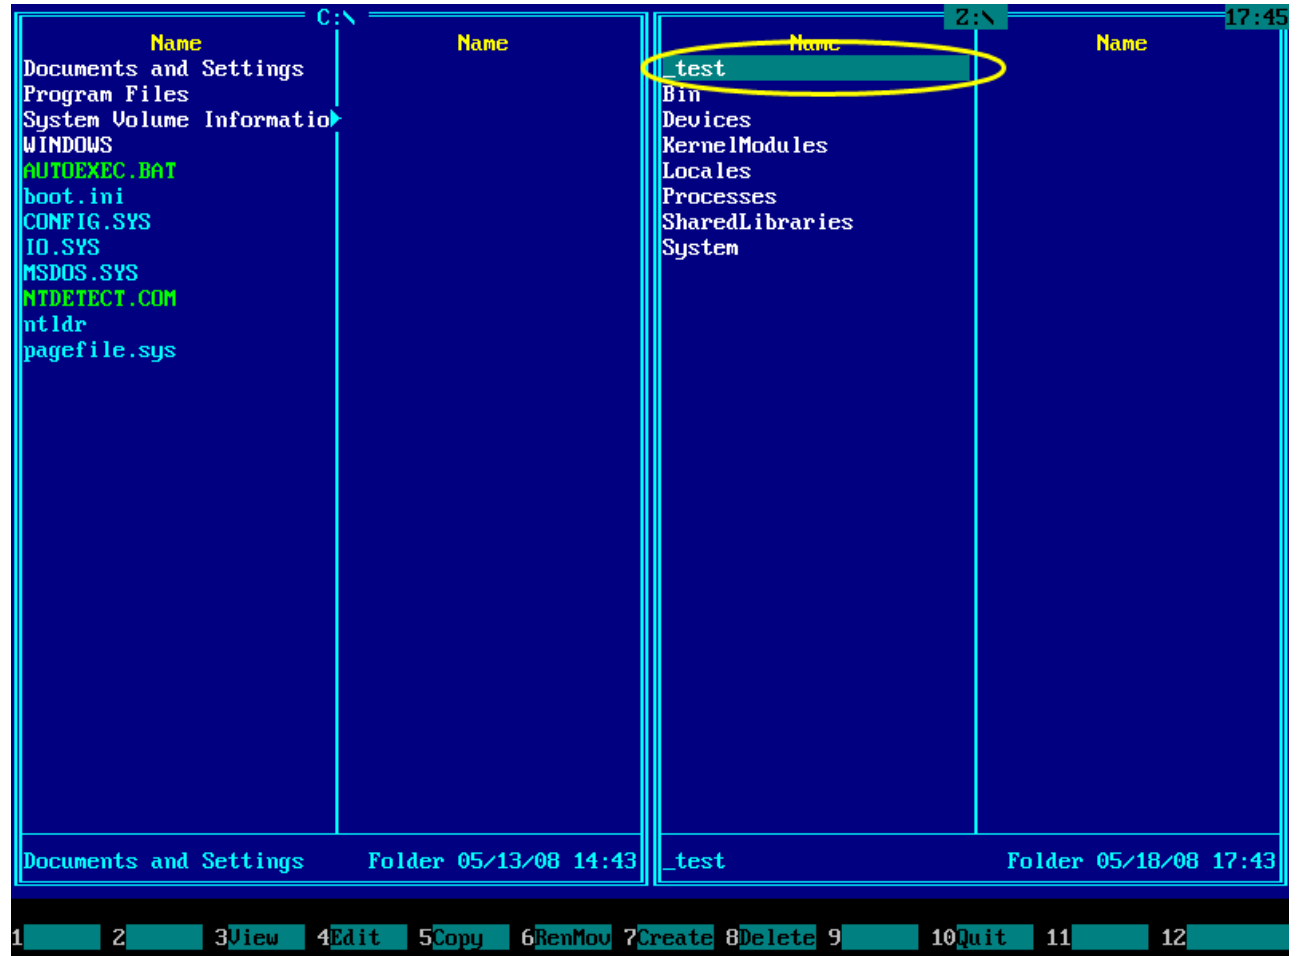 C:\
Name Name
Documents and Settings
Program Files
System Volume Informatio
WINDOWS
AUTOEXEC.BAT
boot.ini
CONFIG.SYS
IO.SYS
MSDOS.SYS
NTDETECT.COM
ntldr
pagefile.sys
Documents and Settings Folder 05/13/08 14:43
Z:\ 17:45
Name Name
_test
Bin
Devices
KernelModules
Locales
Processes
SharedLibraries
System
_test Folder 05/18/08 17:43
1 2 3View 4Edit 5Copy 6RenMov 7Create 8Delete 9 10Quit 11 12